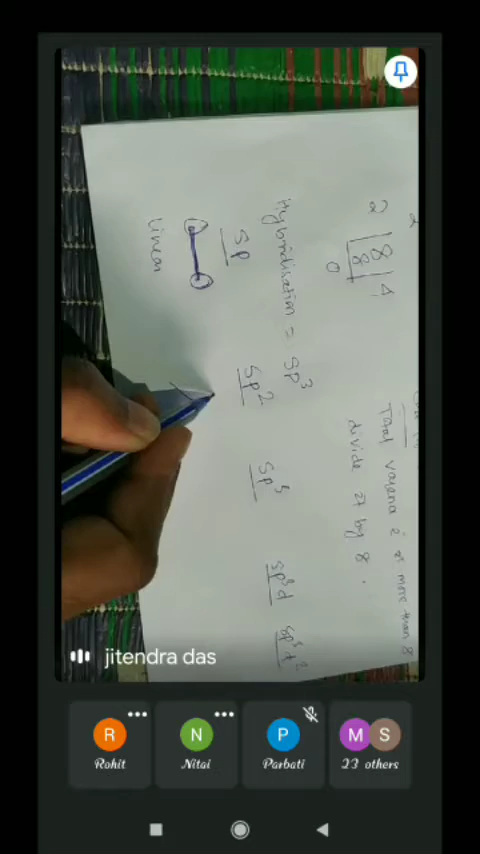 Total valena e is more than 8
divide it by 8 .
2
2 8 4
8
0
Hybridisation = sp³
sp sp² sp³ sp³d sp³d²
Linear
jitendra das
R N P M S
Rohit Nitai Parbati 23 others